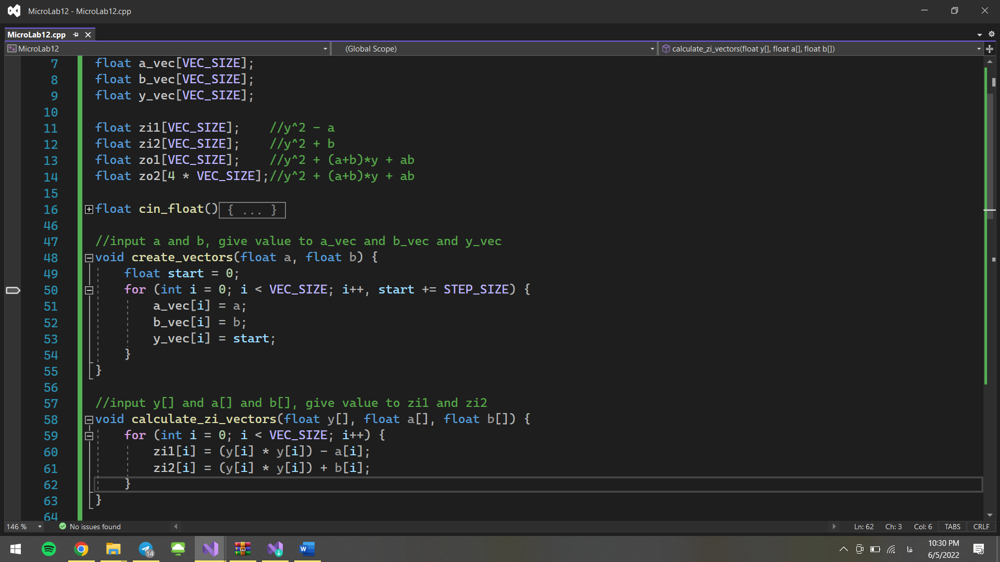 MicroLab12 - MicroLab12.cpp
MicroLab12.cpp
MicroLab12 (Global Scope) calculate_zi_vectors(float y[], float a[], float b[])
7 float a_vec[VEC_SIZE];
8 float b_vec[VEC_SIZE];
9 float y_vec[VEC_SIZE];
10
11 float zi1[VEC_SIZE];    //y^2 - a
12 float zi2[VEC_SIZE];    //y^2 + b
13 float zo1[VEC_SIZE];    //y^2 + (a+b)*y + ab
14 float zo2[4 * VEC_SIZE];//y^2 + (a+b)*y + ab
15
16 float cin_float(){ ... }
46
47 //input a and b, give value to a_vec and b_vec and y_vec
48 void create_vectors(float a, float b) {
49     float start = 0;
50     for (int i = 0; i < VEC_SIZE; i++, start += STEP_SIZE) {
51         a_vec[i] = a;
52         b_vec[i] = b;
53         y_vec[i] = start;
54     }
55 }
56
57 //input y[] and a[] and b[], give value to zi1 and zi2
58 void calculate_zi_vectors(float y[], float a[], float b[]) {
59     for (int i = 0; i < VEC_SIZE; i++) {
60         zi1[i] = (y[i] * y[i]) - a[i];
61         zi2[i] = (y[i] * y[i]) + b[i];
62     }
63 }
64
146 % No issues found Ln: 62 Ch: 3 Col: 6 TABS CRLF
14 W فا 10:30 PM
6/5/2022